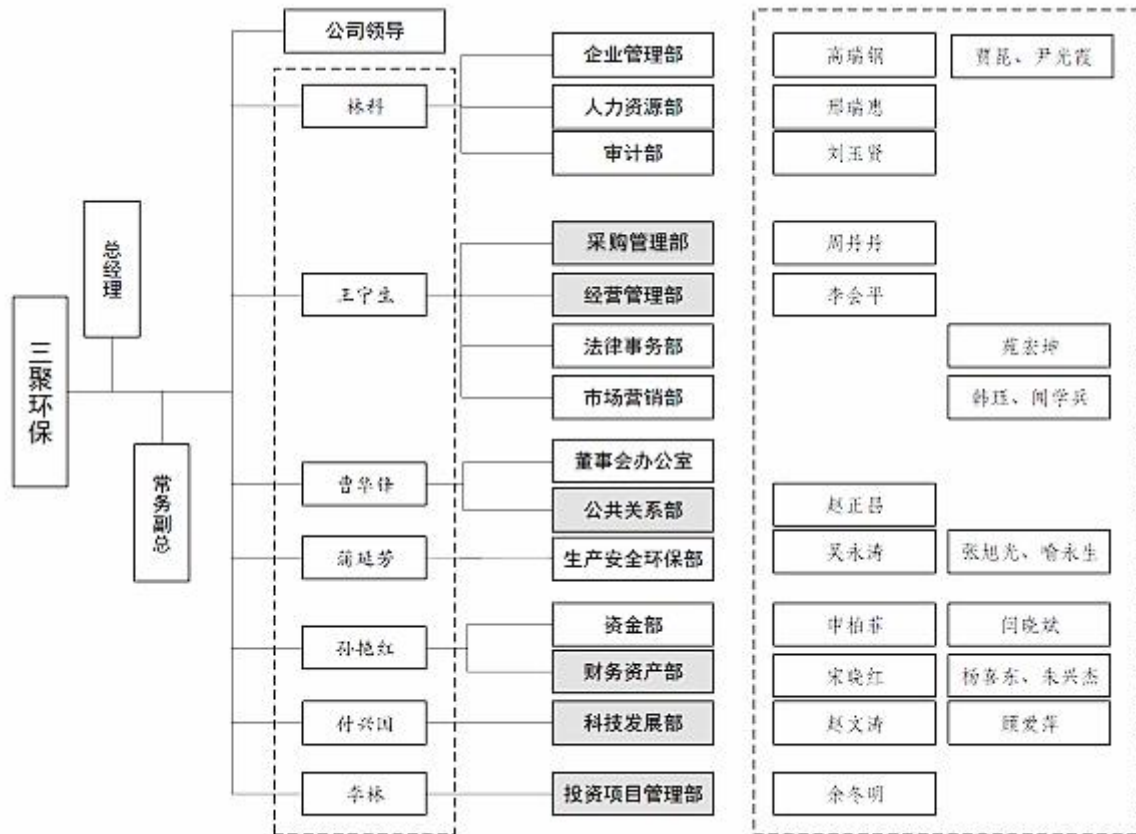 公司领导
企业管理部 高瑞钢 贾昆、尹光霞
林科 人力资源部 邢瑞惠
审计部 刘玉贤
总经理
采购管理部 周丹丹
王宁生 经营管理部 李会平
三聚环保
法律事务部 苑宏坤
市场营销部 韩珏、闻学兵
常务副总
董事会办公室
曹华锋
公共关系部 赵正昌
蒲延芳 生产安全环保部 吴永涛 张旭光、喻永生
资金部 申柏菲 闫晓斌
孙艳红
财务资产部 宋晓红 杨喜东、朱兴杰
付兴国 科技发展部 赵文涛 顾爱萍
李林 投资项目管理部 余冬明